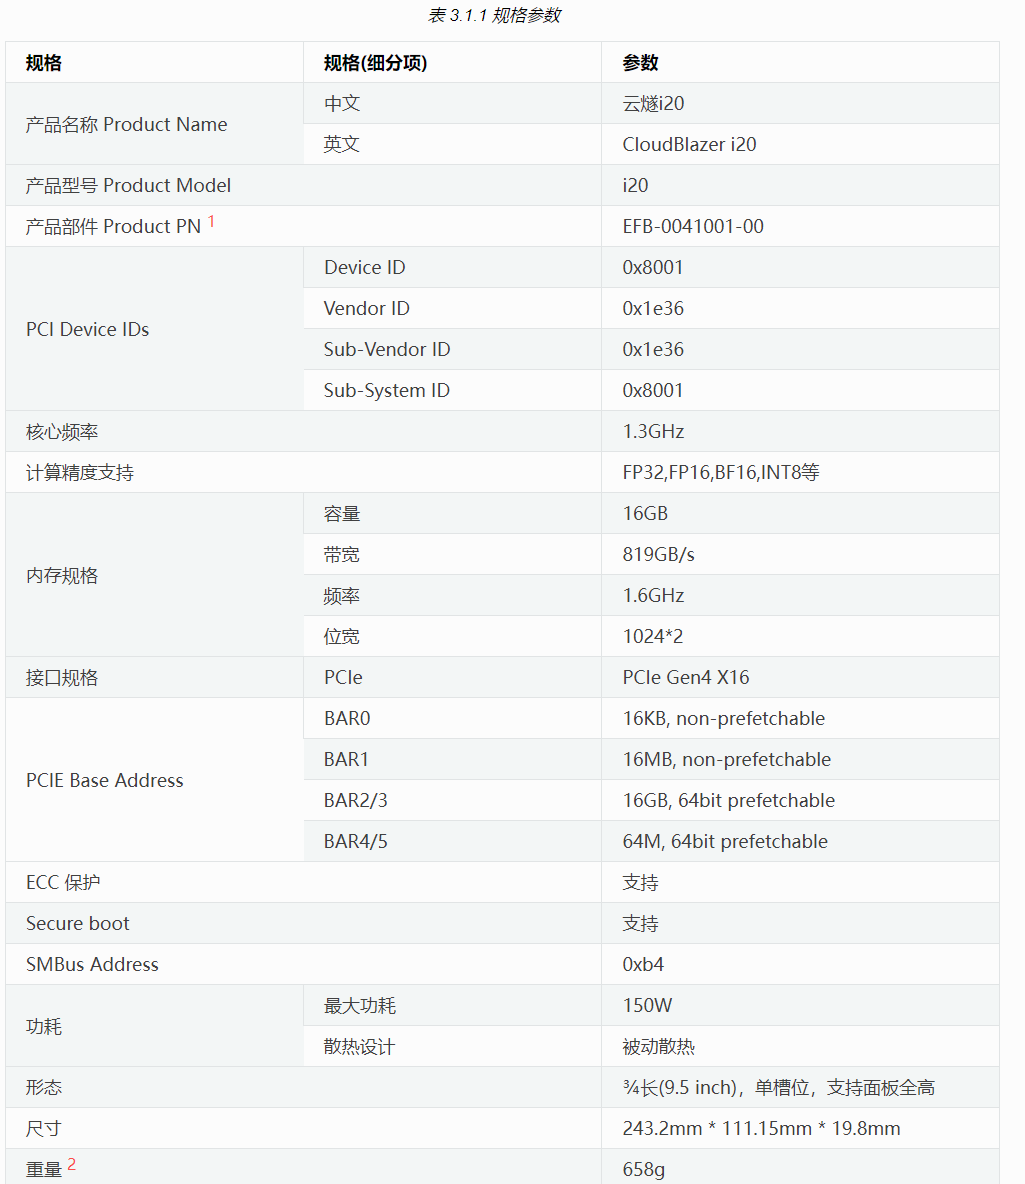 表 3.1.1 规格参数
规格 规格(细分项) 参数
产品名称 Product Name 中文 云燧i20
英文 CloudBlazer i20
产品型号 Product Model i20
产品部件 Product PN 1 EFB-0041001-00
PCI Device IDs Device ID 0x8001
Vendor ID 0x1e36
Sub-Vendor ID 0x1e36
Sub-System ID 0x8001
核心频率 1.3GHz
计算精度支持 FP32,FP16,BF16,INT8等
内存规格 容量 16GB
带宽 819GB/s
频率 1.6GHz
位宽 1024*2
接口规格 PCIe PCIe Gen4 X16
PCIE Base Address BAR0 16KB, non-prefetchable
BAR1 16MB, non-prefetchable
BAR2/3 16GB, 64bit prefetchable
BAR4/5 64M, 64bit prefetchable
ECC 保护 支持
Secure boot 支持
SMBus Address 0xb4
功耗 最大功耗 150W
散热设计 被动散热
形态 ¾长(9.5 inch)，单槽位，支持面板全高
尺寸 243.2mm * 111.15mm * 19.8mm
重量 2 658g